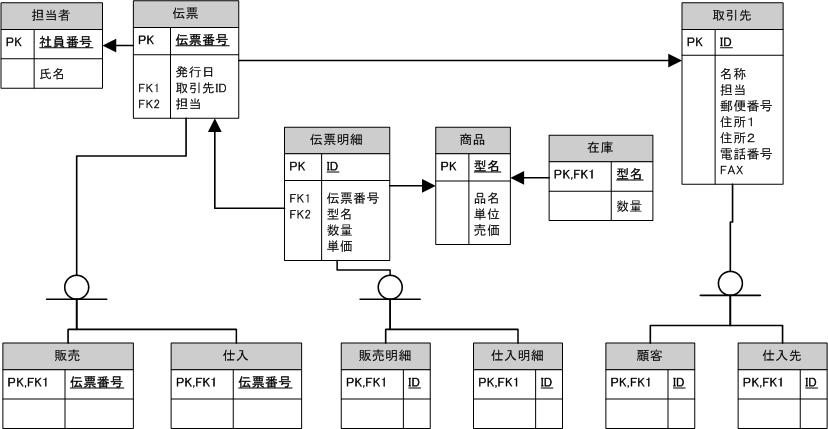 担当者
PK 社員番号
氏名
伝票
PK 伝票番号
発行日
FK1 取引先ID
FK2 担当
取引先
PK ID
名称
担当
郵便番号
住所1
住所2
電話番号
FAX
伝票明細
PK ID
FK1 伝票番号
FK2 型名
数量
単価
商品
PK 型名
品名
単位
売価
在庫
PK,FK1 型名
数量
販売
PK,FK1 伝票番号
仕入
PK,FK1 伝票番号
販売明細
PK,FK1 ID
仕入明細
PK,FK1 ID
顧客
PK,FK1 ID
仕入先
PK,FK1 ID